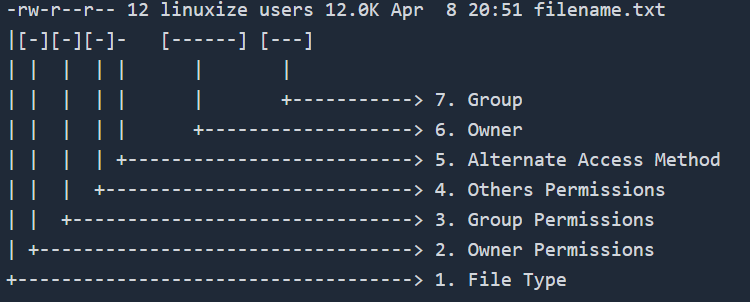 -rw-r--r-- 12 linuxize users 12.0K Apr  8 20:51 filename.txt
|[-][-][-]-   [------] [---]
| |  |  | |      |       |
| |  |  | |      |       +-----------> 7. Group
| |  |  | |      +-------------------> 6. Owner
| |  |  | +--------------------------> 5. Alternate Access Method
| |  |  +----------------------------> 4. Others Permissions
| |  +-------------------------------> 3. Group Permissions
| +----------------------------------> 2. Owner Permissions
+------------------------------------> 1. File Type